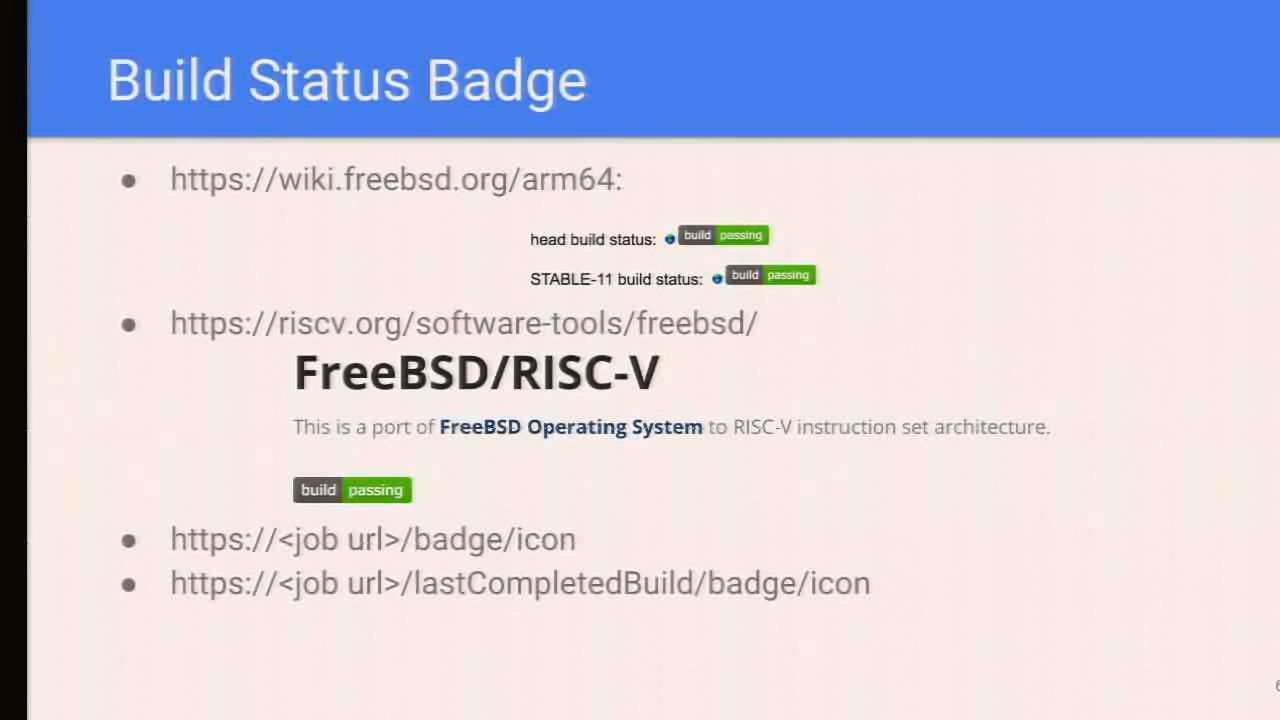 Build Status Badge
● https://wiki.freebsd.org/arm64:
head build status: build passing
STABLE-11 build status: build passing
● https://riscv.org/software-tools/freebsd/
FreeBSD/RISC-V
This is a port of FreeBSD Operating System to RISC-V instruction set architecture.
build passing
● https://<job url>/badge/icon
● https://<job url>/lastCompletedBuild/badge/icon